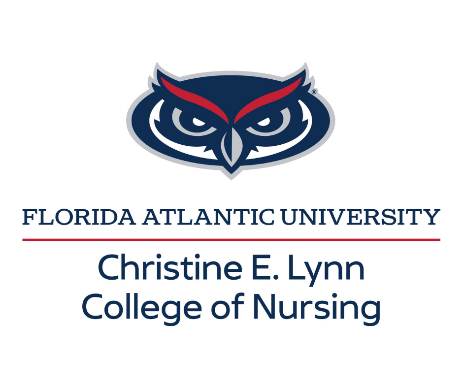 FLORIDA ATLANTIC UNIVERSITY
Christine E. Lynn
College of Nursing